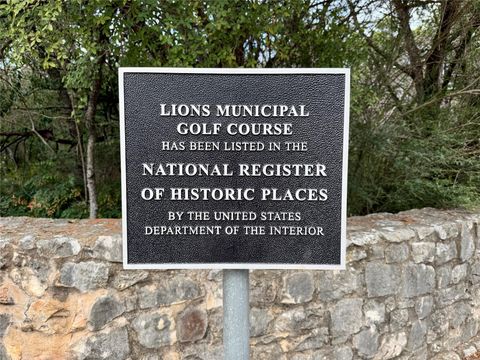 LIONS MUNICIPAL
GOLF COURSE
HAS BEEN LISTED IN THE
NATIONAL REGISTER
OF HISTORIC PLACES
BY THE UNITED STATES
DEPARTMENT OF THE INTERIOR